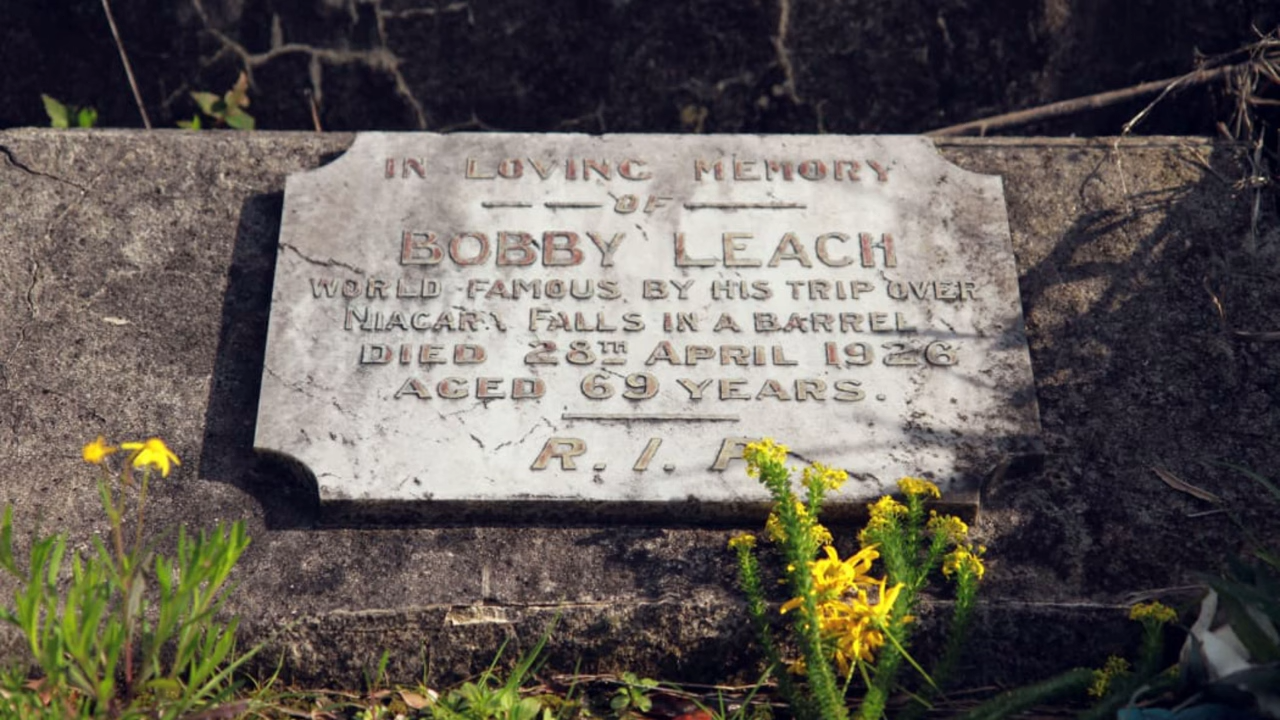 IN LOVING MEMORY
OF
BOBBY LEACH
WORLD FAMOUS BY HIS TRIP OVER
NIAGARA FALLS IN A BARREL
DIED 28TH APRIL 1926
AGED 69 YEARS.
R. I. P